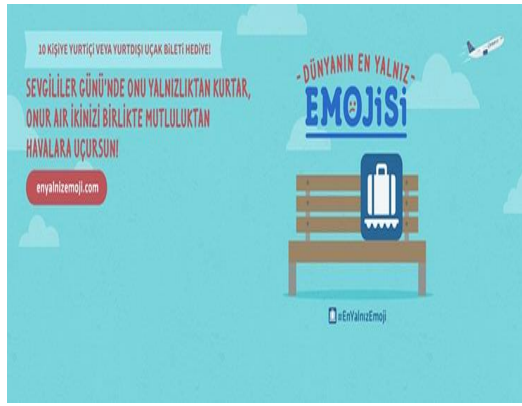 10 KİŞİYE YURTİÇİ VEYA YURTDIŞI UÇAK BİLETİ HEDİYE!
SEVGİLİLER GÜNÜ'NDE ONU YALNIZLIKTAN KURTAR,
ONUR AIR İKİNİZİ BİRLİKTE MUTLULUKTAN
HAVALARA UÇURSUN!
enyalnizemoji.com
-DÜNYANIN EN YALNIZ-
EMOJiSi
#EnYalnızEmoji